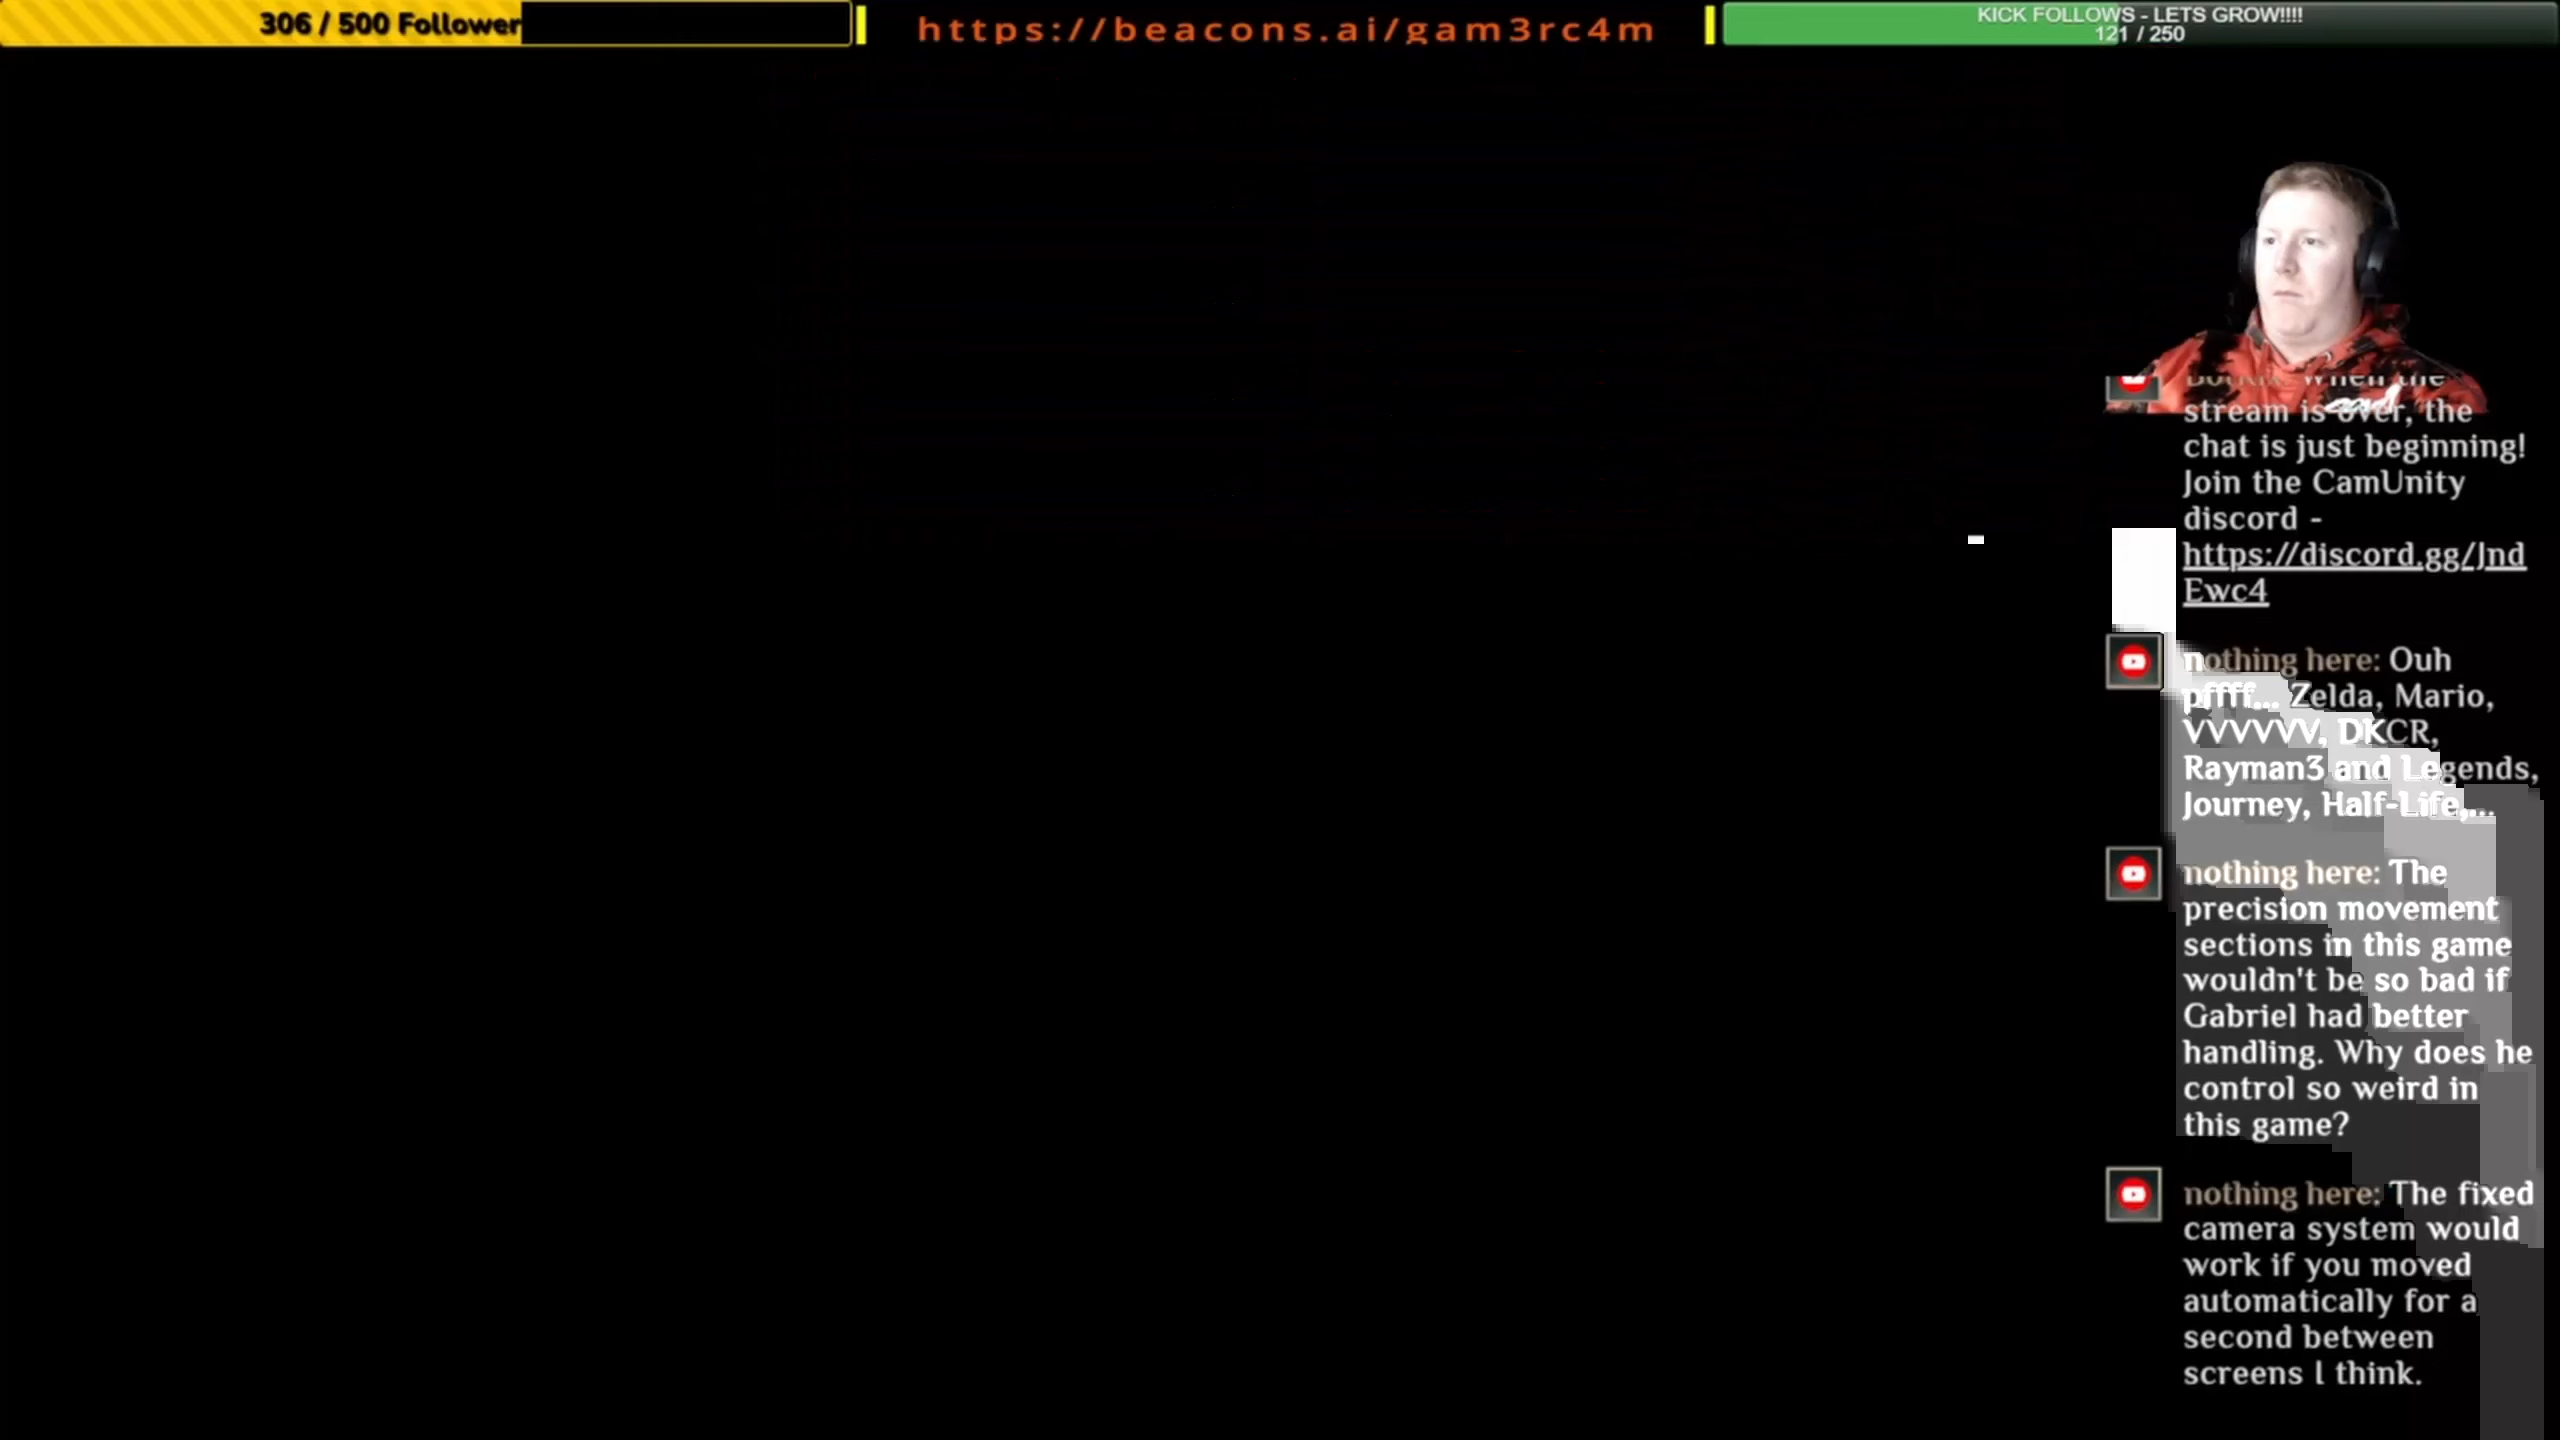 306 / 500 Follower
https://beacons.ai/gam3rc4m
KICK FOLLOWS - LETS GROW!!!!
121 / 250
When the
stream is over, the
chat is just beginning!
Join the CamUnity
discord -
https://discord.gg/Jnd
Ewc4
nothing here: Ouh
pffff... Zelda, Mario,
VVVVVV, DKCR,
Rayman3 and Legends,
Journey, Half-Life,...
nothing here: The
precision movement
sections in this game
wouldn't be so bad if
Gabriel had better
handling. Why does he
control so weird in
this game?
nothing here: The fixed
camera system would
work if you moved
automatically for a
second between
screens I think.